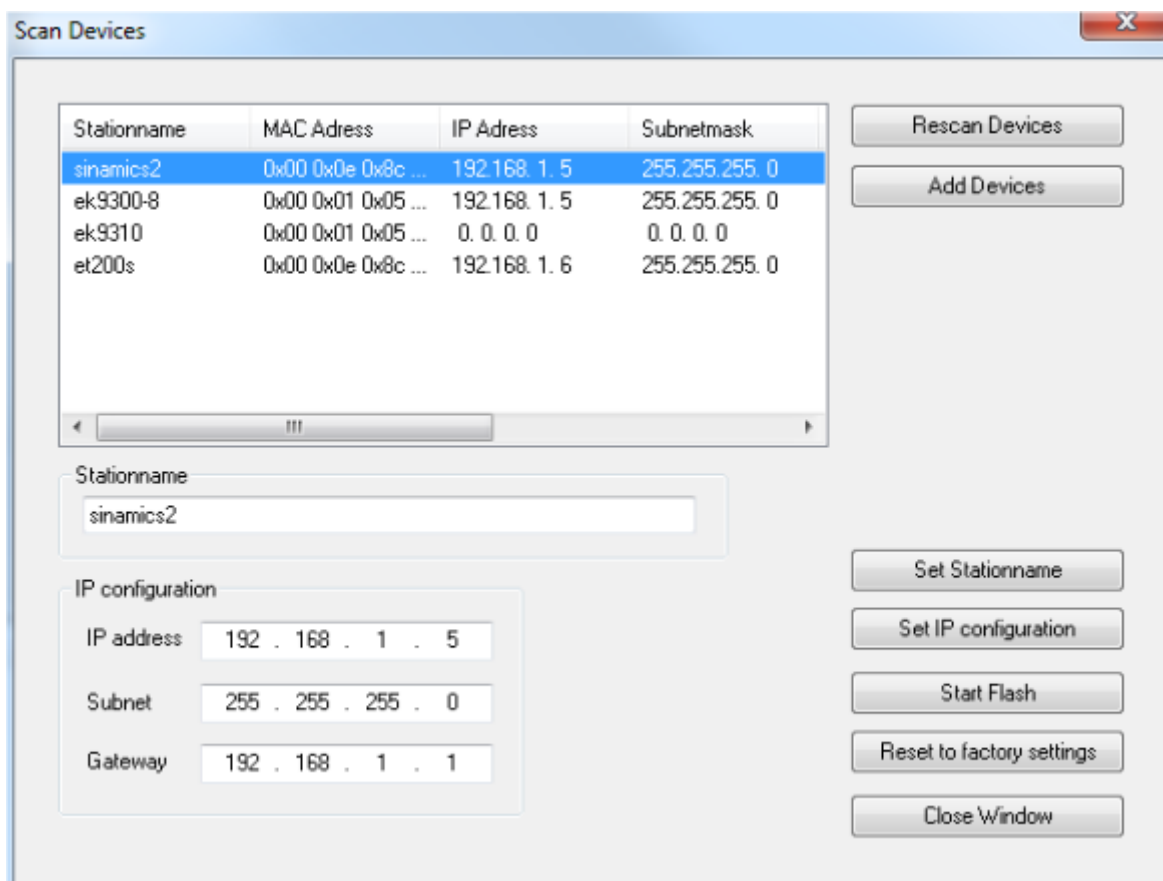 Scan Devices
Stationname MAC Adress IP Adress Subnetmask
sinamics2 0x00 0x0e 0x8c ... 192.168. 1. 5 255.255.255. 0
ek9300-8 0x00 0x01 0x05 ... 192.168. 1. 5 255.255.255. 0
ek9310 0x00 0x01 0x05 ... 0. 0. 0. 0 0. 0. 0. 0
et200s 0x00 0x0e 0x8c ... 192.168. 1. 6 255.255.255. 0
Rescan Devices
Add Devices
Stationname
sinamics2
IP configuration
IP address 192 . 168 . 1 . 5
Subnet 255 . 255 . 255 . 0
Gateway 192 . 168 . 1 . 1
Set Stationname
Set IP configuration
Start Flash
Reset to factory settings
Close Window